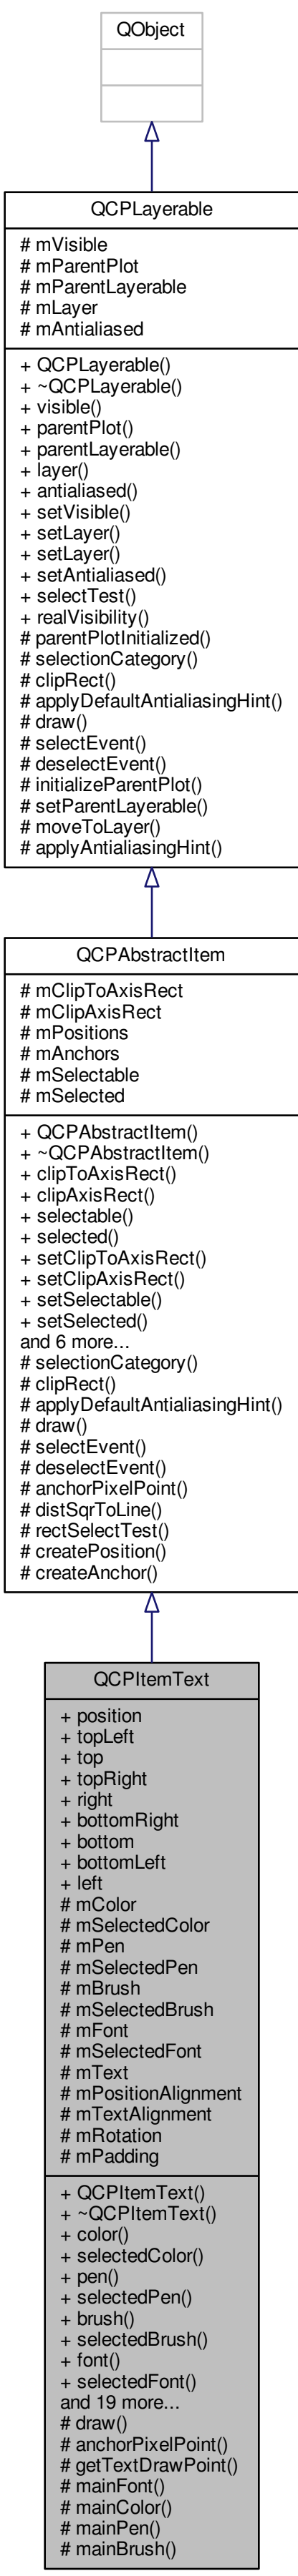 QObject
QCPLayerable
# mVisible
# mParentPlot
# mParentLayerable
# mLayer
# mAntialiased
+ QCPLayerable()
+ ~QCPLayerable()
+ visible()
+ parentPlot()
+ parentLayerable()
+ layer()
+ antialiased()
+ setVisible()
+ setLayer()
+ setLayer()
+ setAntialiased()
+ selectTest()
+ realVisibility()
# parentPlotInitialized()
# selectionCategory()
# clipRect()
# applyDefaultAntialiasingHint()
# draw()
# selectEvent()
# deselectEvent()
# initializeParentPlot()
# setParentLayerable()
# moveToLayer()
# applyAntialiasingHint()
QCPAbstractItem
# mClipToAxisRect
# mClipAxisRect
# mPositions
# mAnchors
# mSelectable
# mSelected
+ QCPAbstractItem()
+ ~QCPAbstractItem()
+ clipToAxisRect()
+ clipAxisRect()
+ selectable()
+ selected()
+ setClipToAxisRect()
+ setClipAxisRect()
+ setSelectable()
+ setSelected()
and 6 more...
# selectionCategory()
# clipRect()
# applyDefaultAntialiasingHint()
# draw()
# selectEvent()
# deselectEvent()
# anchorPixelPoint()
# distSqrToLine()
# rectSelectTest()
# createPosition()
# createAnchor()
QCPItemText
+ position
+ topLeft
+ top
+ topRight
+ right
+ bottomRight
+ bottom
+ bottomLeft
+ left
# mColor
# mSelectedColor
# mPen
# mSelectedPen
# mBrush
# mSelectedBrush
# mFont
# mSelectedFont
# mText
# mPositionAlignment
# mTextAlignment
# mRotation
# mPadding
+ QCPItemText()
+ ~QCPItemText()
+ color()
+ selectedColor()
+ pen()
+ selectedPen()
+ brush()
+ selectedBrush()
+ font()
+ selectedFont()
and 19 more...
# draw()
# anchorPixelPoint()
# getTextDrawPoint()
# mainFont()
# mainColor()
# mainPen()
# mainBrush()